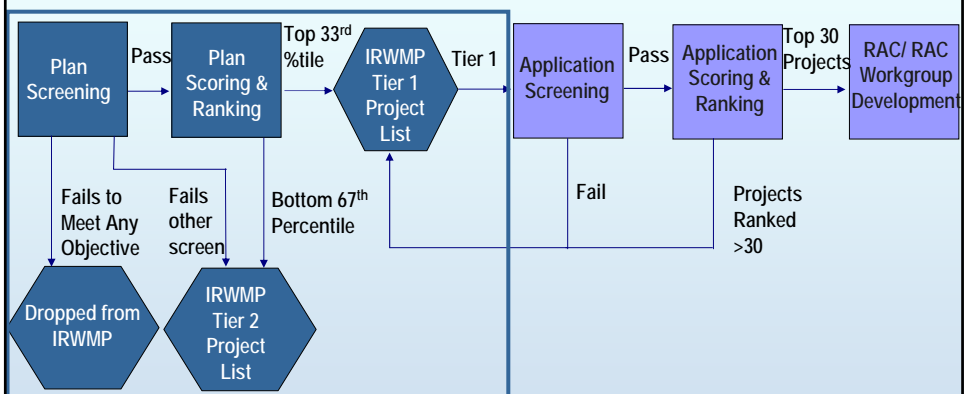 Plan
Screening
Pass
Plan
Scoring &
Ranking
Top 33rd
%tile
IRWMP
Tier 1
Project
List
Tier 1
Application
Screening
Pass
Application
Scoring &
Ranking
Top 30
Projects
RAC/ RAC
Workgroup
Development
Fails to
Meet Any
Objective
Fails
other
screen
Bottom 67th
Percentile
Fail
Projects
Ranked
>30
Dropped from
IRWMP
IRWMP
Tier 2
Project
List